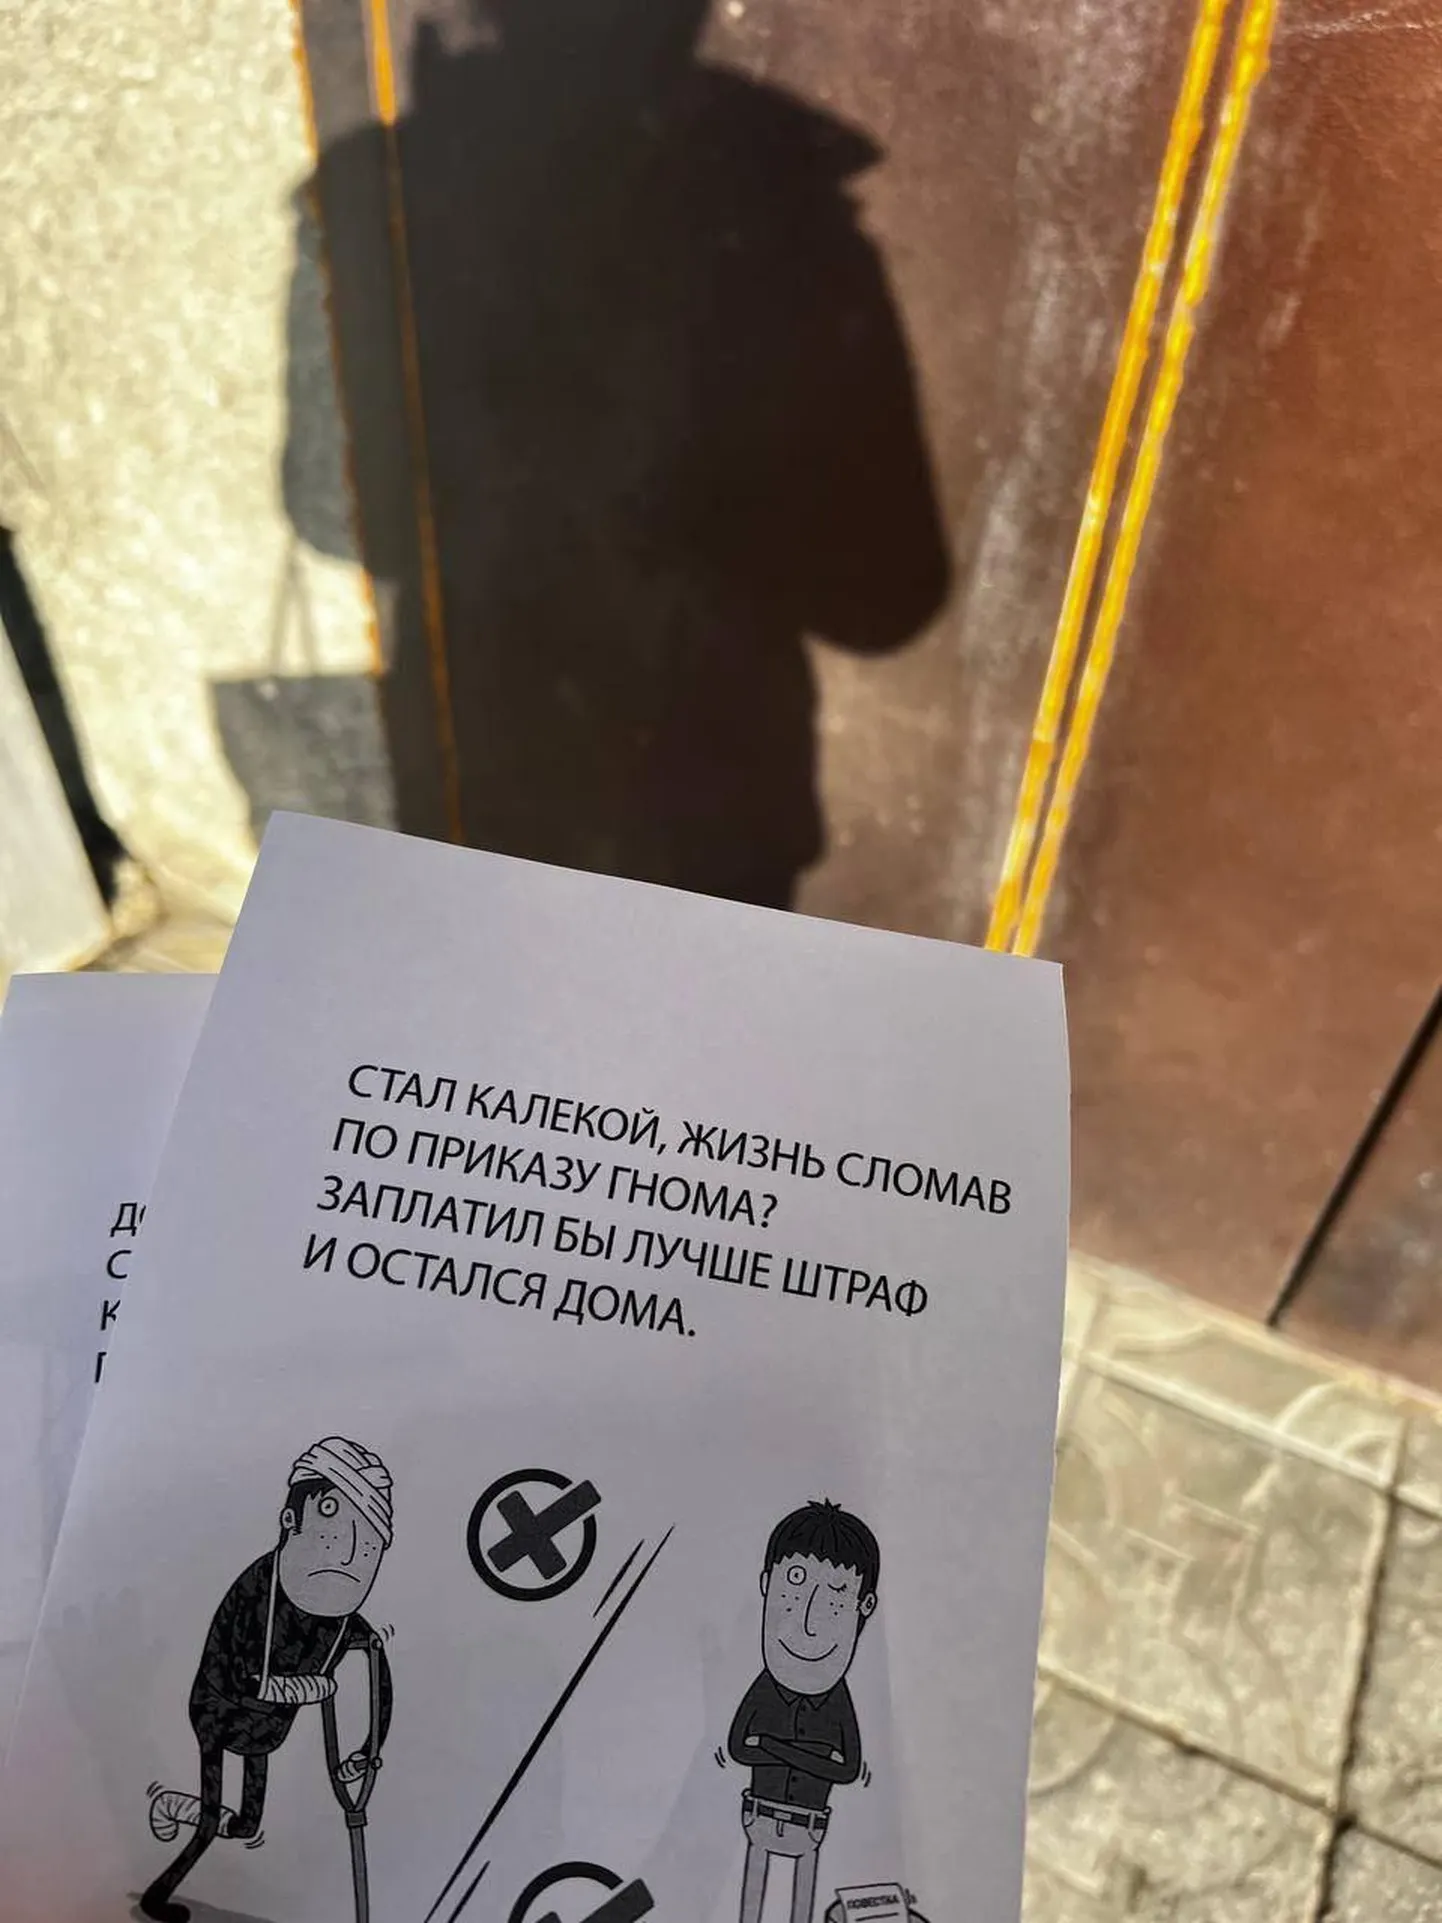 СТАЛ КАЛЕКОЙ, ЖИЗНЬ СЛОМАВ
ПО ПРИКАЗУ ГНОМА?
ЗАПЛАТИЛ БЫ ЛУЧШЕ ШТРАФ
И ОСТАЛСЯ ДОМА.
ПОВЕСТКА